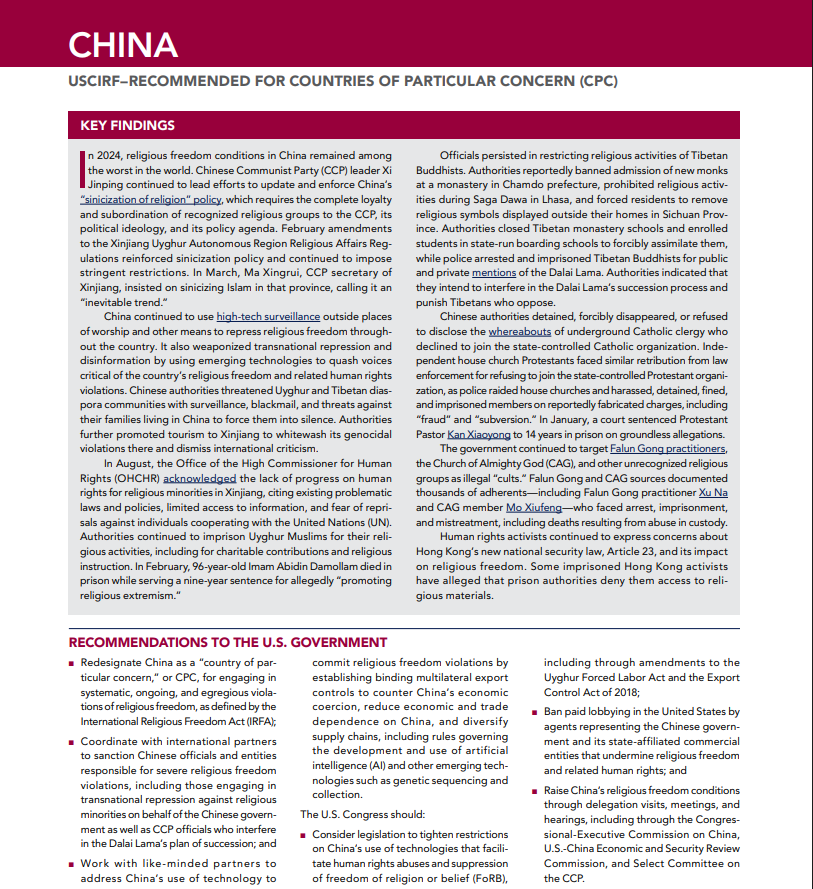 CHINA
USCIRF–RECOMMENDED FOR COUNTRIES OF PARTICULAR CONCERN (CPC)
KEY FINDINGS
In 2024, religious freedom conditions in China remained among
the worst in the world. Chinese Communist Party (CCP) leader Xi
Jinping continued to lead efforts to update and enforce China's
"sinicization of religion" policy, which requires the complete loyalty
and subordination of recognized religious groups to the CCP, its
political ideology, and its policy agenda. February amendments
to the Xinjiang Uyghur Autonomous Region Religious Affairs Reg-
ulations reinforced sinicization policy and continued to impose
stringent restrictions. In March, Ma Xingrui, CCP secretary of
Xinjiang, insisted on sinicizing Islam in that province, calling it an
"inevitable trend."
China continued to use high-tech surveillance outside places
of worship and other means to repress religious freedom through-
out the country. It also weaponized transnational repression and
disinformation by using emerging technologies to quash voices
critical of the country's religious freedom and related human rights
violations. Chinese authorities threatened Uyghur and Tibetan dias-
pora communities with surveillance, blackmail, and threats against
their families living in China to force them into silence. Authorities
further promoted tourism to Xinjiang to whitewash its genocidal
violations there and dismiss international criticism.
In August, the Office of the High Commissioner for Human
Rights (OHCHR) acknowledged the lack of progress on human
rights for religious minorities in Xinjiang, citing existing problematic
laws and policies, limited access to information, and fear of repri-
sals against individuals cooperating with the United Nations (UN).
Authorities continued to imprison Uyghur Muslims for their reli-
gious activities, including for charitable contributions and religious
instruction. In February, 96-year-old Imam Abidin Damollam died in
prison while serving a nine-year sentence for allegedly "promoting
religious extremism."
Officials persisted in restricting religious activities of Tibetan
Buddhists. Authorities reportedly banned admission of new monks
at a monastery in Chamdo prefecture, prohibited religious activ-
ities during Saga Dawa in Lhasa, and forced residents to remove
religious symbols displayed outside their homes in Sichuan Prov-
ince. Authorities closed Tibetan monastery schools and enrolled
students in state-run boarding schools to forcibly assimilate them,
while police arrested and imprisoned Tibetan Buddhists for public
and private mentions of the Dalai Lama. Authorities indicated that
they intend to interfere in the Dalai Lama's succession process and
punish Tibetans who oppose.
Chinese authorities detained, forcibly disappeared, or refused
to disclose the whereabouts of underground Catholic clergy who
declined to join the state-controlled Catholic organization. Inde-
pendent house church Protestants faced similar retribution from law
enforcement for refusing to join the state-controlled Protestant organi-
zation, as police raided house churches and harassed, detained, fined,
and imprisoned members on reportedly fabricated charges, including
"fraud" and "subversion." In January, a court sentenced Protestant
Pastor Kan Xiaoyong to 14 years in prison on groundless allegations.
The government continued to target Falun Gong practitioners,
the Church of Almighty God (CAG), and other unrecognized religious
groups as illegal "cults." Falun Gong and CAG sources documented
thousands of adherents—including Falun Gong practitioner Xu Na
and CAG member Mo Xiufeng—who faced arrest, imprisonment,
and mistreatment, including deaths resulting from abuse in custody.
Human rights activists continued to express concerns about
Hong Kong's new national security law, Article 23, and its impact
on religious freedom. Some imprisoned Hong Kong activists
have alleged that prison authorities deny them access to reli-
gious materials.
RECOMMENDATIONS TO THE U.S. GOVERNMENT
■ Redesignate China as a "country of par-
ticular concern," or CPC, for engaging in
systematic, ongoing, and egregious viola-
tions of religious freedom, as defined by the
International Religious Freedom Act (IRFA);
■ Coordinate with international partners
to sanction Chinese officials and entities
responsible for severe religious freedom
violations, including those engaging in
transnational repression against religious
minorities on behalf of the Chinese govern-
ment as well as CCP officials who interfere
in the Dalai Lama's plan of succession; and
■ Work with like-minded partners to
address China's use of technology to
commit religious freedom violations by
establishing binding multilateral export
controls to counter China's economic
coercion, reduce economic and trade
dependence on China, and diversify
supply chains, including rules governing
the development and use of artificial
intelligence (AI) and other emerging tech-
nologies such as genetic sequencing and
collection.
The U.S. Congress should:
■ Consider legislation to tighten restrictions
on China's use of technologies that facili-
tate human rights abuses and suppression
of freedom of religion or belief (FoRB),
including through amendments to the
Uyghur Forced Labor Act and the Export
Control Act of 2018;
■ Ban paid lobbying in the United States by
agents representing the Chinese govern-
ment and its state-affiliated commercial
entities that undermine religious freedom
and related human rights; and
■ Raise China's religious freedom conditions
through delegation visits, meetings, and
hearings, including through the Congres-
sional-Executive Commission on China,
U.S.-China Economic and Security Review
Commission, and Select Committee on
the CCP.